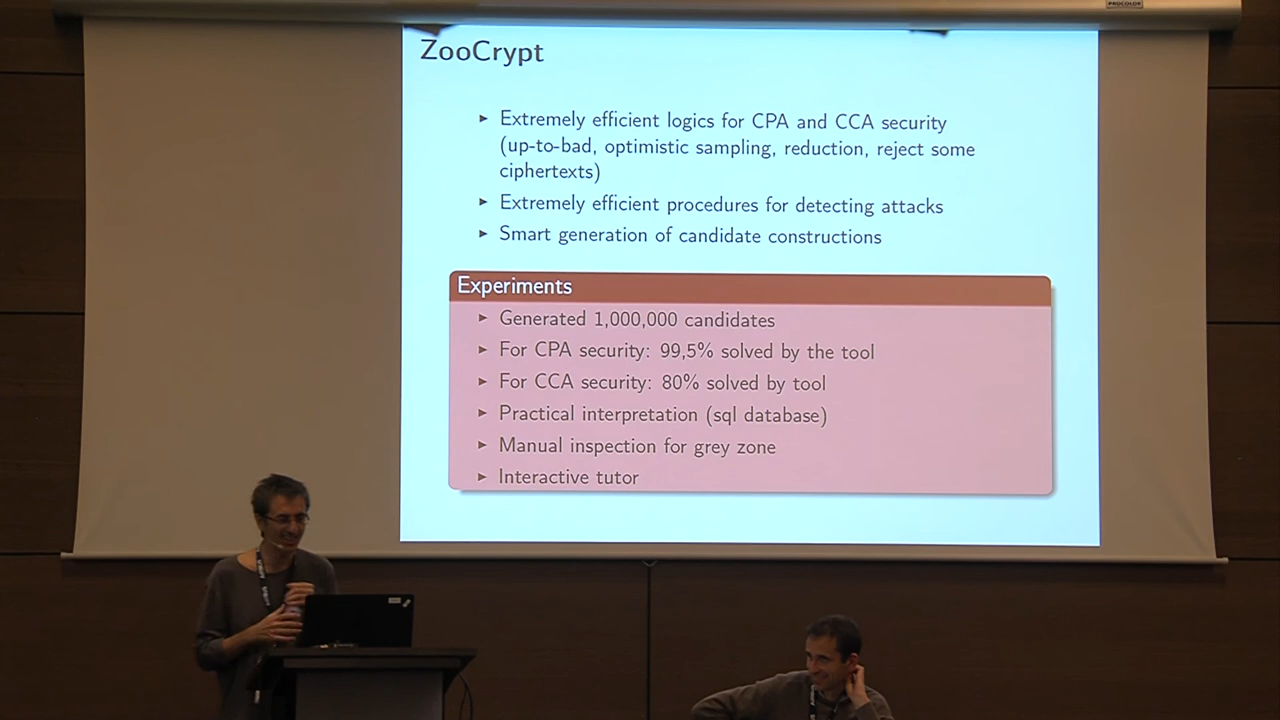 PROCOLOR
ZooCrypt
► Extremely efficient logics for CPA and CCA security
(up-to-bad, optimistic sampling, reduction, reject some
ciphertexts)
► Extremely efficient procedures for detecting attacks
► Smart generation of candidate constructions
Experiments
► Generated 1,000,000 candidates
► For CPA security: 99,5% solved by the tool
► For CCA security: 80% solved by tool
► Practical interpretation (sql database)
► Manual inspection for grey zone
► Interactive tutor